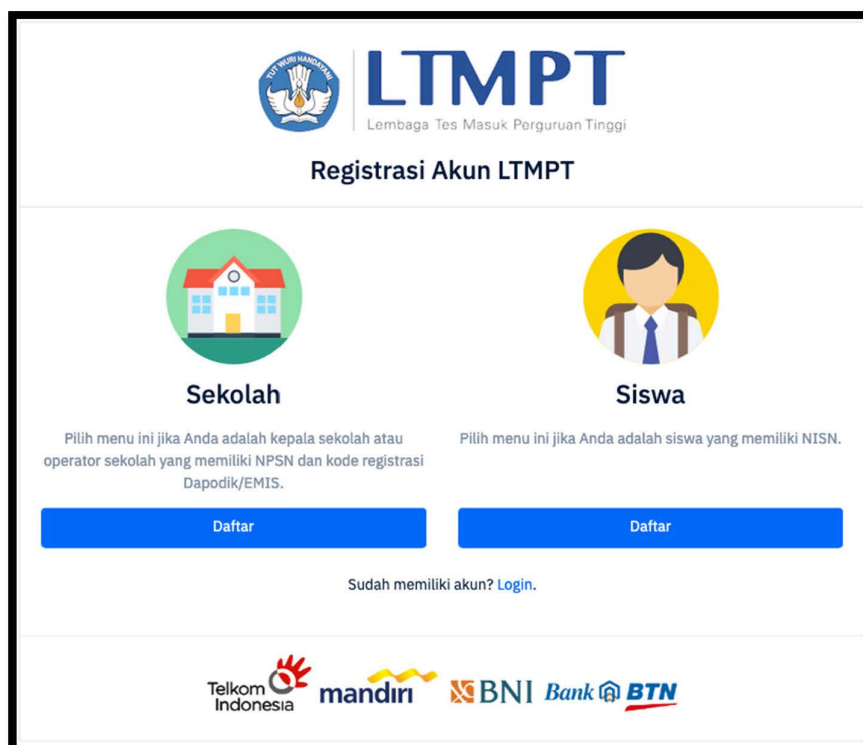 TUT WURI HANDAYANI
LTMPT
Lembaga Tes Masuk Perguruan Tinggi
Registrasi Akun LTMPT
Sekolah
Pilih menu ini jika Anda adalah kepala sekolah atau
operator sekolah yang memiliki NPSN dan kode registrasi
Dapodik/EMIS.
Daftar
Siswa
Pilih menu ini jika Anda adalah siswa yang memiliki NISN.
Daftar
Sudah memiliki akun? Login.
Telkom
Indonesia
mandiri
BNI
Bank BTN